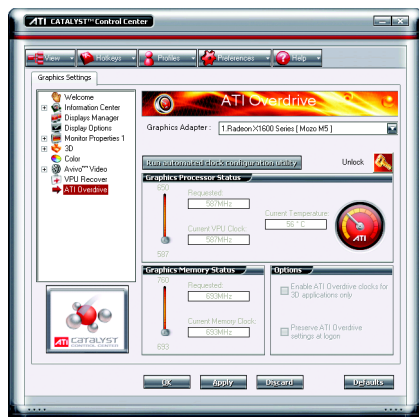 ATI CATALYST™ Control Center
View
Hotkeys
Profiles
Preferences
Help
Graphics Settings
Welcome
Information Center
Displays Manager
Display Options
Monitor Properties 1
3D
Color
Avivo™ Video
VPU Recover
ATI Overdrive
ATI CATALYST
CONTROL CENTER
ATI Overdrive
Graphics Adapter :
1.Radeon X1600 Series [ Mozo M5 ]
Run automated clock configuration utility
Unlock
Graphics Processor Status
650
Requested:
587MHz
Current VPU Clock:
587MHz
587
Current Temperature:
56 ° C
ATI
Graphics Memory Status
760
Requested:
693MHz
Current Memory Clock:
693MHz
693
Options
Enable ATI Overdrive clocks for
3D applications only
Preserve ATI Overdrive
settings at logon
OK
Apply
Discard
Defaults